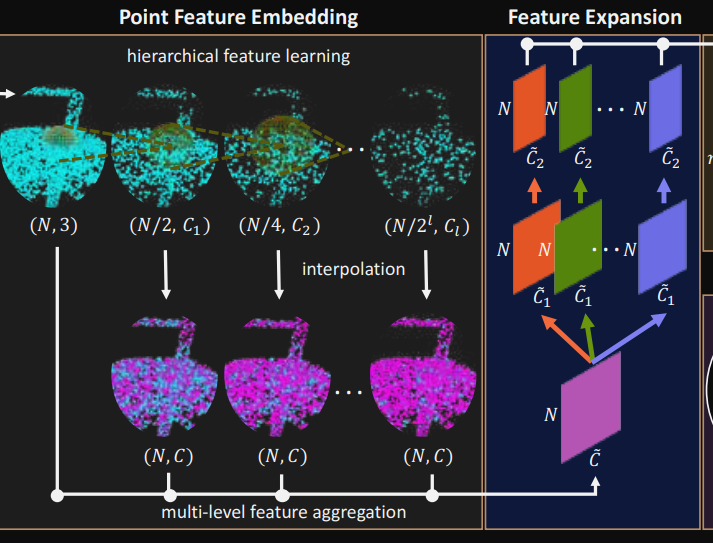 Point Feature Embedding
Feature Expansion
hierarchical feature learning
(N, 3)
(N/2, C₁)
(N/4, C₂)
...
(N/2ˡ, Cₗ)
interpolation
...
(N, C)
(N, C)
(N, C)
multi-level feature aggregation
N N ... N
C̃₂ C̃₂ C̃₂
N N ... N
C̃₁ C̃₁ C̃₁
N
C̃